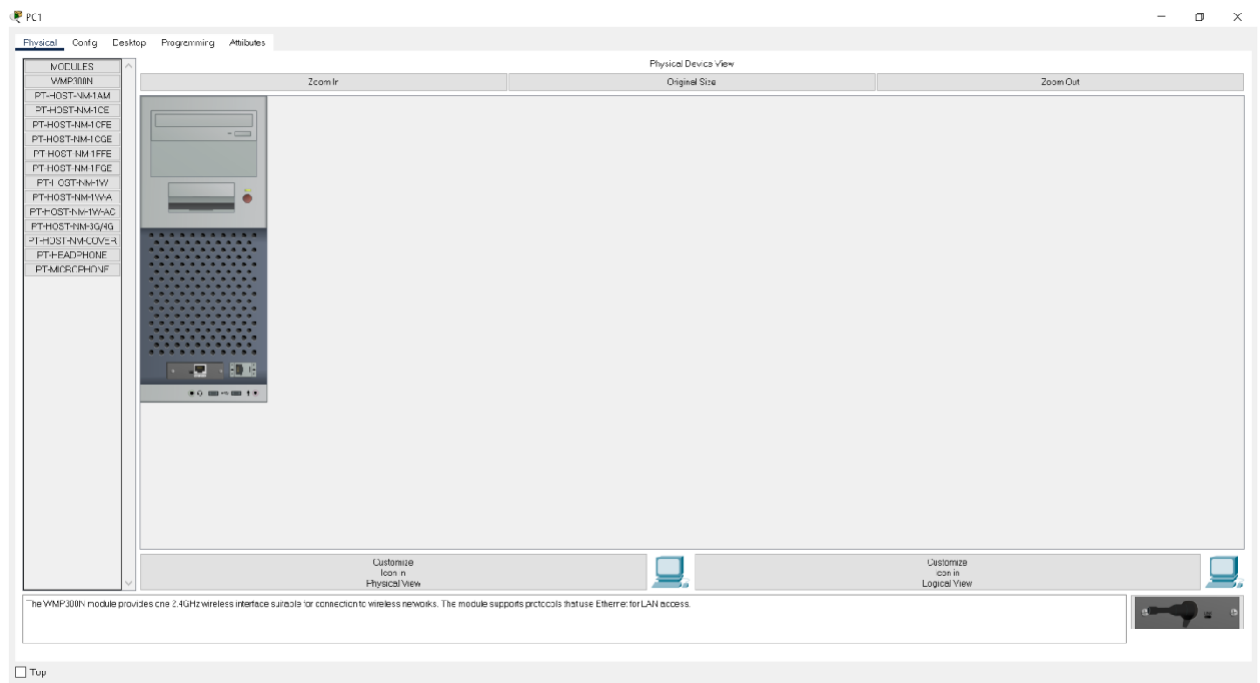 PC1
Physical Config Desktop Programming Attributes
MODULES
WMP300N
PT-HOST-NM-1AM
PT-HOST-NM-1CE
PT-HOST-NM-1CFE
PT-HOST-NM-1CGE
PT-HOST-NM-1FFE
PT-HOST-NM-1FGE
PT-HOST-NM-1W
PT-HOST-NM-1W-A
PT-HOST-NM-1W-AC
PT-HOST-NM-3G/4G
PT-HOST-NM-COVER
PT-HEADPHONE
PT-MICROPHONE
Physical Device View
Zoom In Original Size Zoom Out
Customize
Icon in
Physical View
Customize
Icon in
Logical View
The WMP300N module provides one 2.4GHz wireless interface suitable for connection to wireless networks. The module supports protocols that use Ethernet for LAN access.
Top